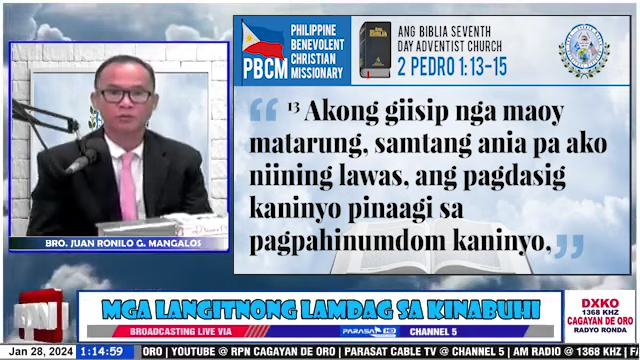 PHILIPPINE
BENEVOLENT
CHRISTIAN
MISSIONARY
PBCM
ANG BIBLIA SEVENTH
DAY ADVENTIST CHURCH
2 PEDRO 1:13-15
“ 13 Akong giisip nga maoy
matarung, samtang ania pa ako
niining lawas, ang pagdasig
kaninyo pinaagi sa
pagpahinumdom kaninyo, ”
BRO. JUAN RONILO G. MANGALOS
RPN
MGA LANGITNONG LAMDAG SA KINABUHI
BROADCASTING LIVE VIA PARASAT HD CHANNEL 5
DXKO
1368 KHZ
CAGAYAN DE ORO
RADYO RONDA
Jan 28, 2024 1:14:59 ORO | YOUTUBE @ RPN CAGAYAN DE ORO | PARASAT CABLE TV @ CHANNEL 5 | AM RADIO @ 1368 KHZ | F